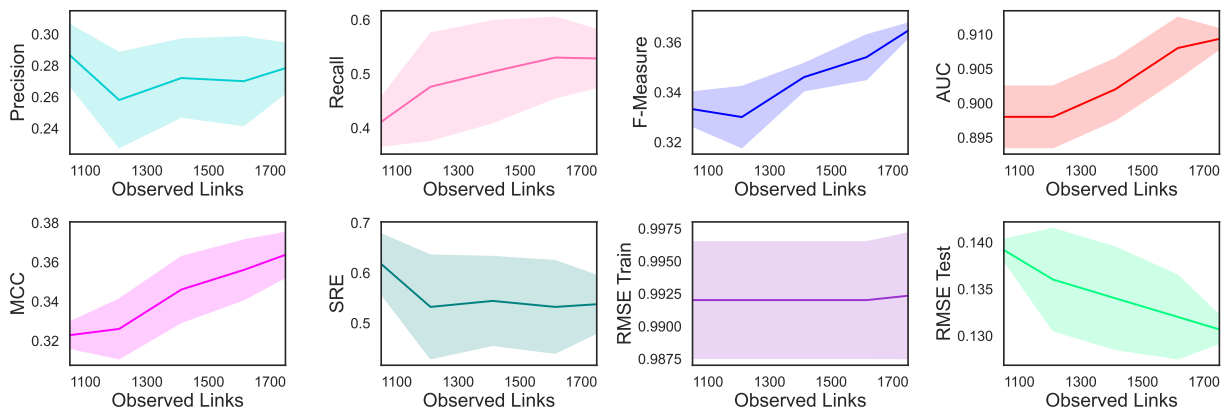 Precision
0.30
0.28
0.26
0.24
1100 1300 1500 1700
Observed Links
Recall
0.6
0.5
0.4
1100 1300 1500 1700
Observed Links
F-Measure
0.36
0.34
0.32
1100 1300 1500 1700
Observed Links
AUC
0.910
0.905
0.900
0.895
1100 1300 1500 1700
Observed Links
MCC
0.38
0.36
0.34
0.32
1100 1300 1500 1700
Observed Links
SRE
0.7
0.6
0.5
1100 1300 1500 1700
Observed Links
RMSE Train
0.9975
0.9950
0.9925
0.9900
0.9875
1100 1300 1500 1700
Observed Links
RMSE Test
0.140
0.135
0.130
1100 1300 1500 1700
Observed Links